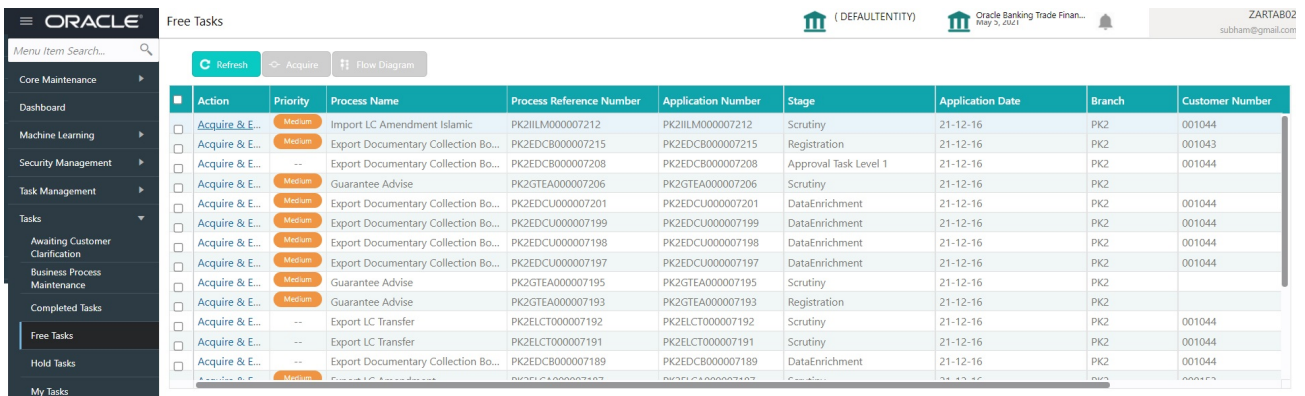 ORACLE
Free Tasks
( DEFAULTENTITY)
Oracle Banking Trade Finan...
May 5, 2021
ZARTAB02
subham@gmail.com
Menu Item Search...
Core Maintenance
Dashboard
Machine Learning
Security Management
Task Management
Tasks
Awaiting Customer
Clarification
Business Process
Maintenance
Completed Tasks
Free Tasks
Hold Tasks
My Tasks
Refresh Acquire Flow Diagram
Action Priority Process Name Process Reference Number Application Number Stage Application Date Branch Customer Number
Acquire & E... Medium Import LC Amendment Islamic PK2IILM000007212 PK2IILM000007212 Scrutiny 21-12-16 PK2 001044
Acquire & E... Medium Export Documentary Collection Bo... PK2EDCB000007215 PK2EDCB000007215 Registration 21-12-16 PK2 001043
Acquire & E... -- Export Documentary Collection Bo... PK2EDCB000007208 PK2EDCB000007208 Approval Task Level 1 21-12-16 PK2 001044
Acquire & E... Medium Guarantee Advise PK2GTEA000007206 PK2GTEA000007206 Scrutiny 21-12-16 PK2
Acquire & E... Medium Export Documentary Collection Bo... PK2EDCU000007201 PK2EDCU000007201 DataEnrichment 21-12-16 PK2 001044
Acquire & E... Medium Export Documentary Collection Bo... PK2EDCU000007199 PK2EDCU000007199 DataEnrichment 21-12-16 PK2 001044
Acquire & E... Medium Export Documentary Collection Bo... PK2EDCU000007198 PK2EDCU000007198 DataEnrichment 21-12-16 PK2 001044
Acquire & E... Medium Export Documentary Collection Bo... PK2EDCU000007197 PK2EDCU000007197 DataEnrichment 21-12-16 PK2 001044
Acquire & E... Medium Guarantee Advise PK2GTEA000007195 PK2GTEA000007195 Scrutiny 21-12-16 PK2
Acquire & E... Medium Guarantee Advise PK2GTEA000007193 PK2GTEA000007193 Registration 21-12-16 PK2
Acquire & E... -- Export LC Transfer PK2ELCT000007192 PK2ELCT000007192 Scrutiny 21-12-16 PK2 001044
Acquire & E... -- Export LC Transfer PK2ELCT000007191 PK2ELCT000007191 Scrutiny 21-12-16 PK2 001044
Acquire & E... -- Export Documentary Collection Bo... PK2EDCB000007189 PK2EDCB000007189 DataEnrichment 21-12-16 PK2 001044
Medium